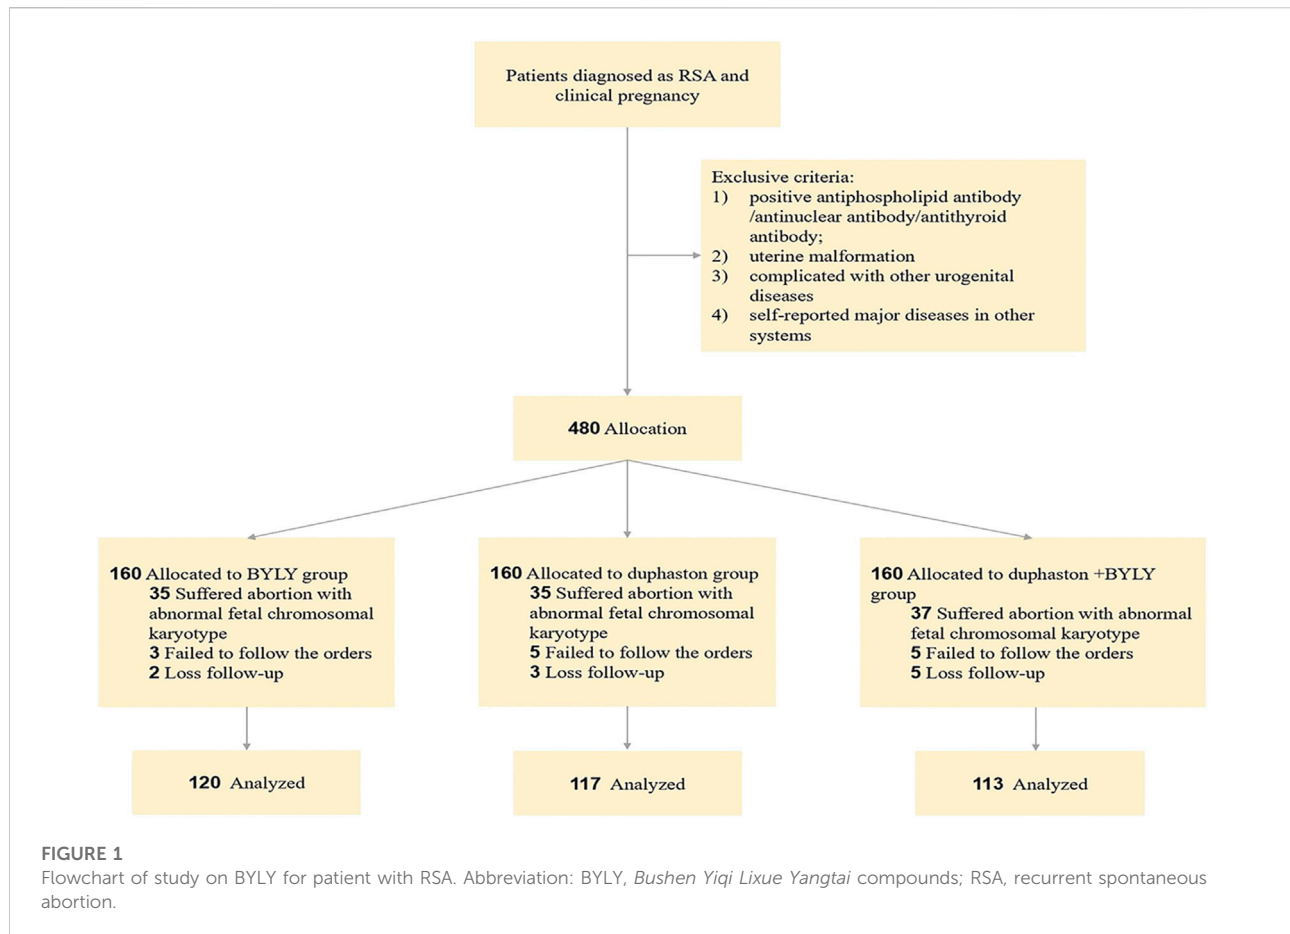 Patients diagnosed as RSA and
clinical pregnancy
Exclusive criteria:
1) positive antiphospholipid antibody
/antinuclear antibody/antithyroid
antibody;
2) uterine malformation
3) complicated with other urogenital
diseases
4) self-reported major diseases in other
systems
480 Allocation
160 Allocated to BYLY group
35 Suffered abortion with
abnormal fetal chromosomal
karyotype
3 Failed to follow the orders
2 Loss follow-up
160 Allocated to duphaston group
35 Suffered abortion with
abnormal fetal chromosomal
karyotype
5 Failed to follow the orders
3 Loss follow-up
160 Allocated to duphaston +BYLY
group
37 Suffered abortion with abnormal
fetal chromosomal karyotype
5 Failed to follow the orders
5 Loss follow-up
120 Analyzed
117 Analyzed
113 Analyzed
FIGURE 1
Flowchart of study on BYLY for patient with RSA. Abbreviation: BYLY, Bushen Yiqi Lixue Yangtai compounds; RSA, recurrent spontaneous
abortion.